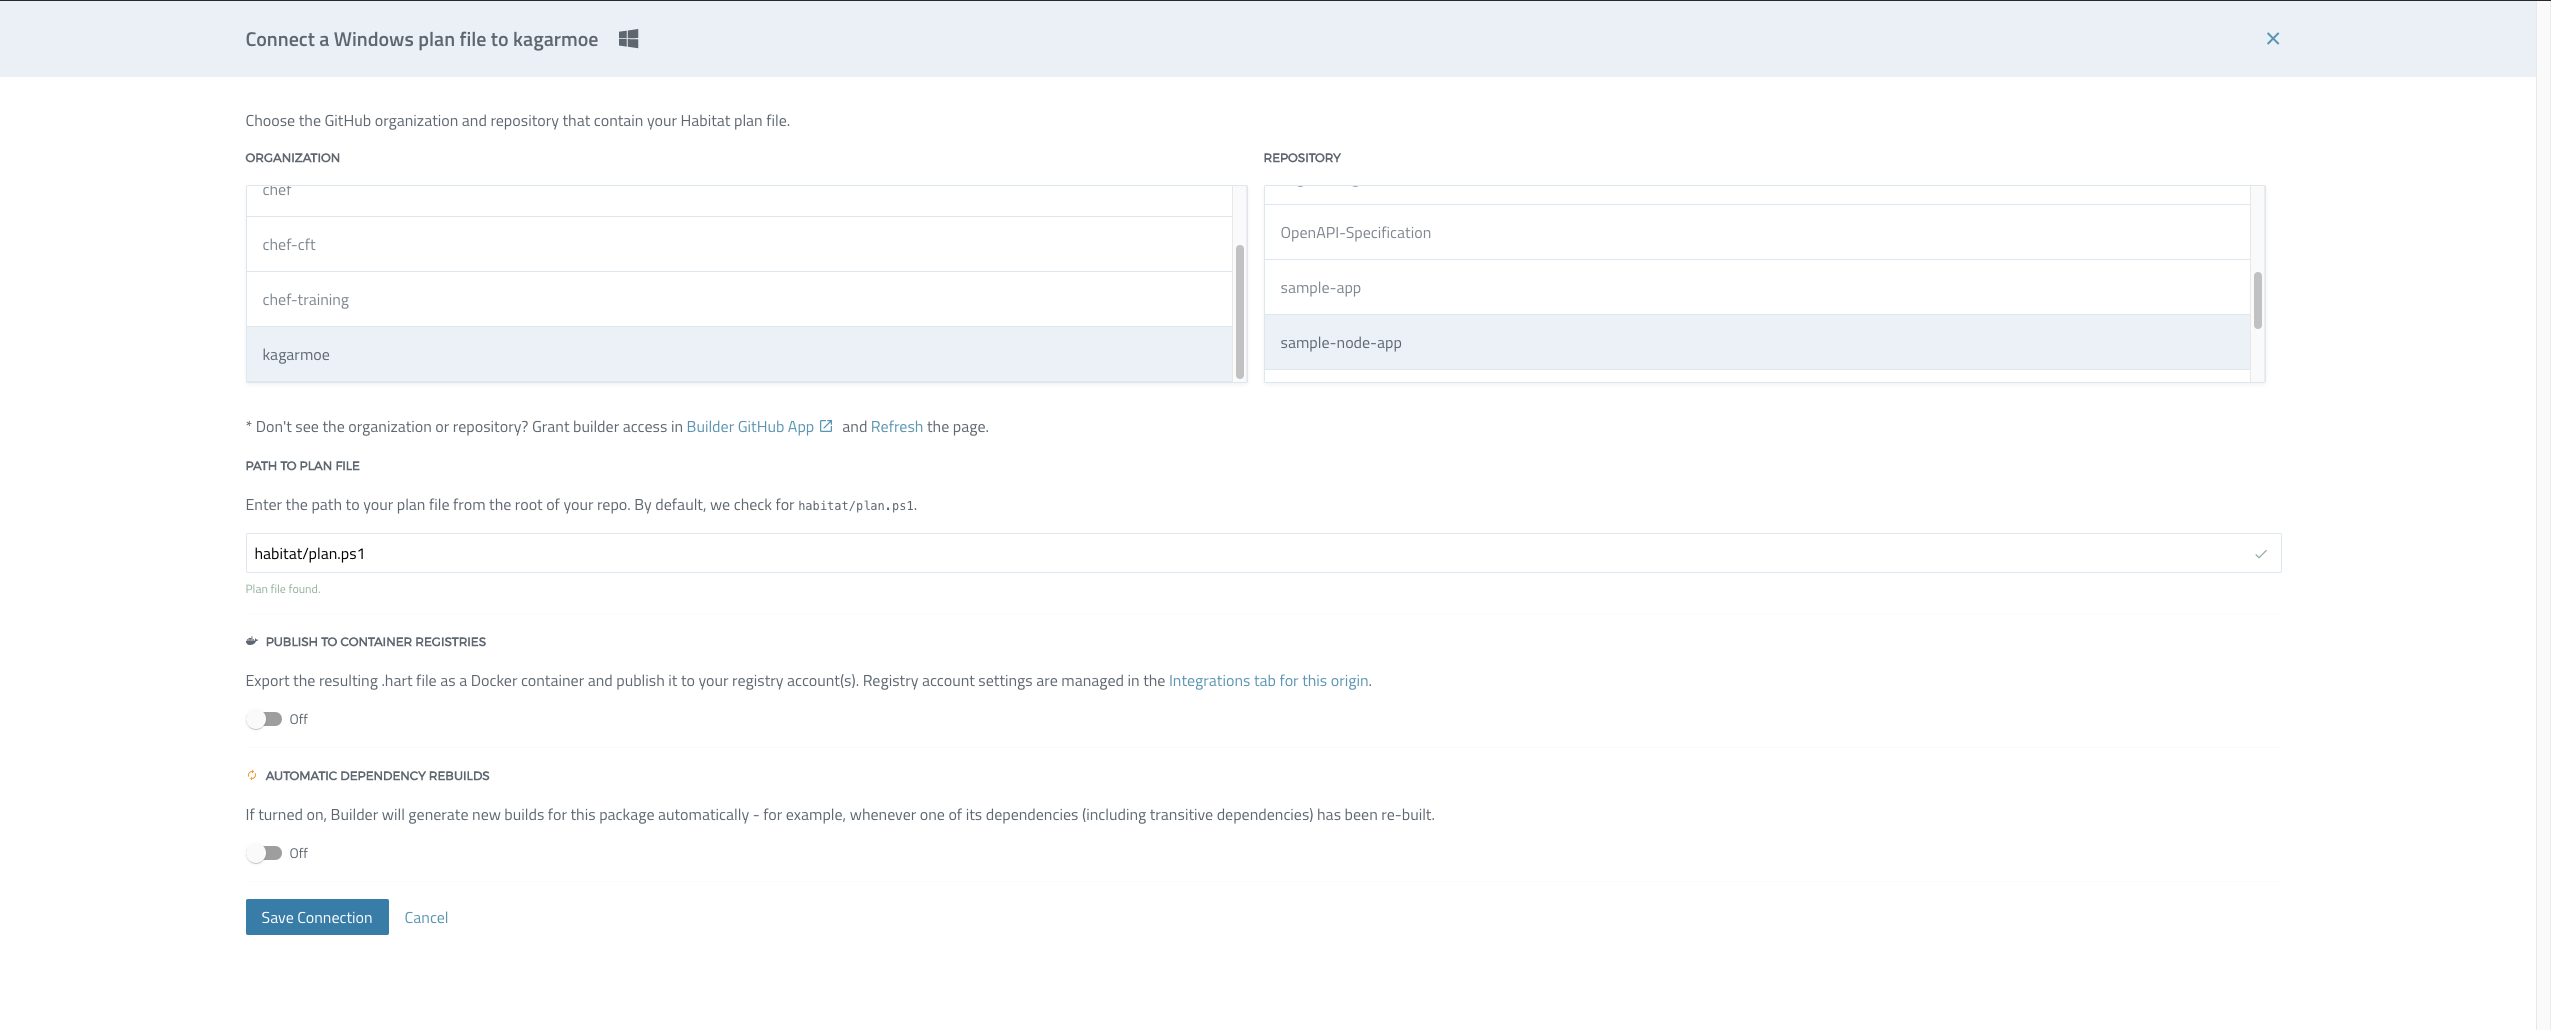 Connect a Windows plan file to kagarmoe
Choose the GitHub organization and repository that contain your Habitat plan file.
ORGANIZATION
REPOSITORY
chef
chef-cft
chef-training
kagarmoe
OpenAPI-Specification
sample-app
sample-node-app
* Don't see the organization or repository? Grant builder access in Builder GitHub App and Refresh the page.
PATH TO PLAN FILE
Enter the path to your plan file from the root of your repo. By default, we check for habitat/plan.ps1.
habitat/plan.ps1
Plan file found.
PUBLISH TO CONTAINER REGISTRIES
Export the resulting .hart file as a Docker container and publish it to your registry account(s). Registry account settings are managed in the Integrations tab for this origin.
Off
AUTOMATIC DEPENDENCY REBUILDS
If turned on, Builder will generate new builds for this package automatically - for example, whenever one of its dependencies (including transitive dependencies) has been re-built.
Off
Save Connection Cancel